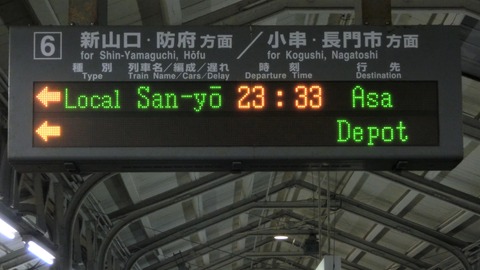 6 新山口・防府方面／小串・長門市方面
for Shin-Yamaguchi, Hōfu for Kogushi, Nagatoshi
種別 列車名／編成／遅れ 時刻 行先
Type Train Name/Cars/Delay Departure Time Destination
Local San-yō 23:33 Asa
Depot